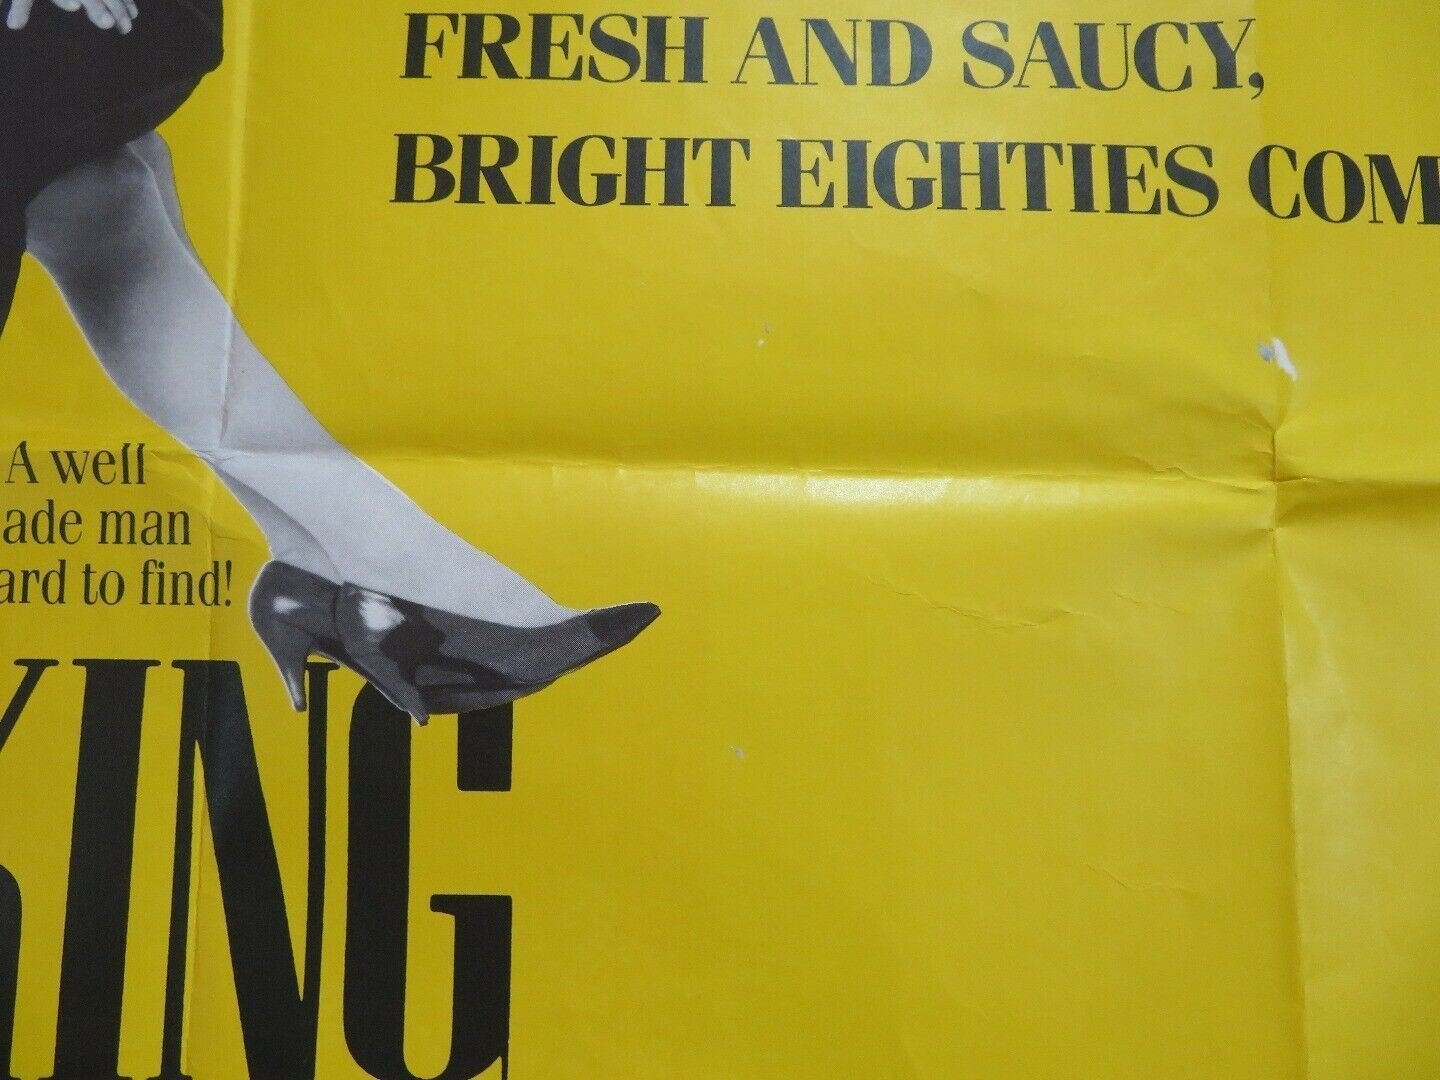 FRESH AND SAUCY,
BRIGHT EIGHTIES COM
A well
ade man
ard to find!
KING